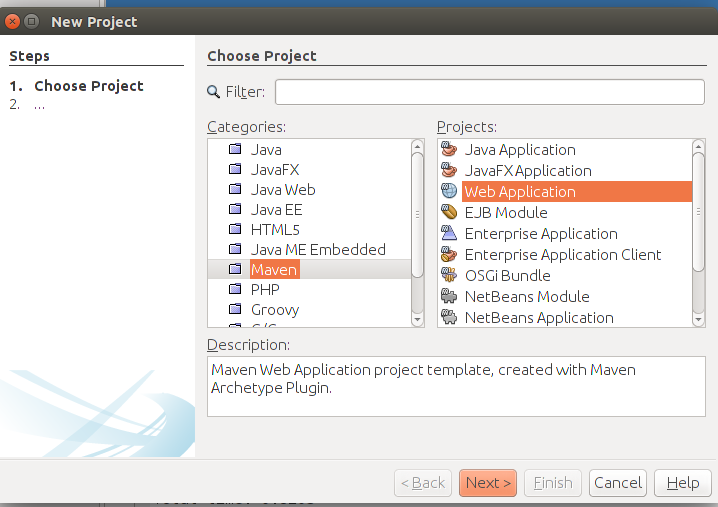 New Project
Steps
1. Choose Project
2. ...
Choose Project
Filter:
Categories:
Java
JavaFX
Java Web
Java EE
HTML5
Java ME Embedded
Maven
PHP
Groovy
Projects:
Java Application
JavaFX Application
Web Application
EJB Module
Enterprise Application
Enterprise Application Client
OSGi Bundle
NetBeans Module
NetBeans Application
Description:
Maven Web Application project template, created with Maven
Archetype Plugin.
< Back
Next >
Finish
Cancel
Help